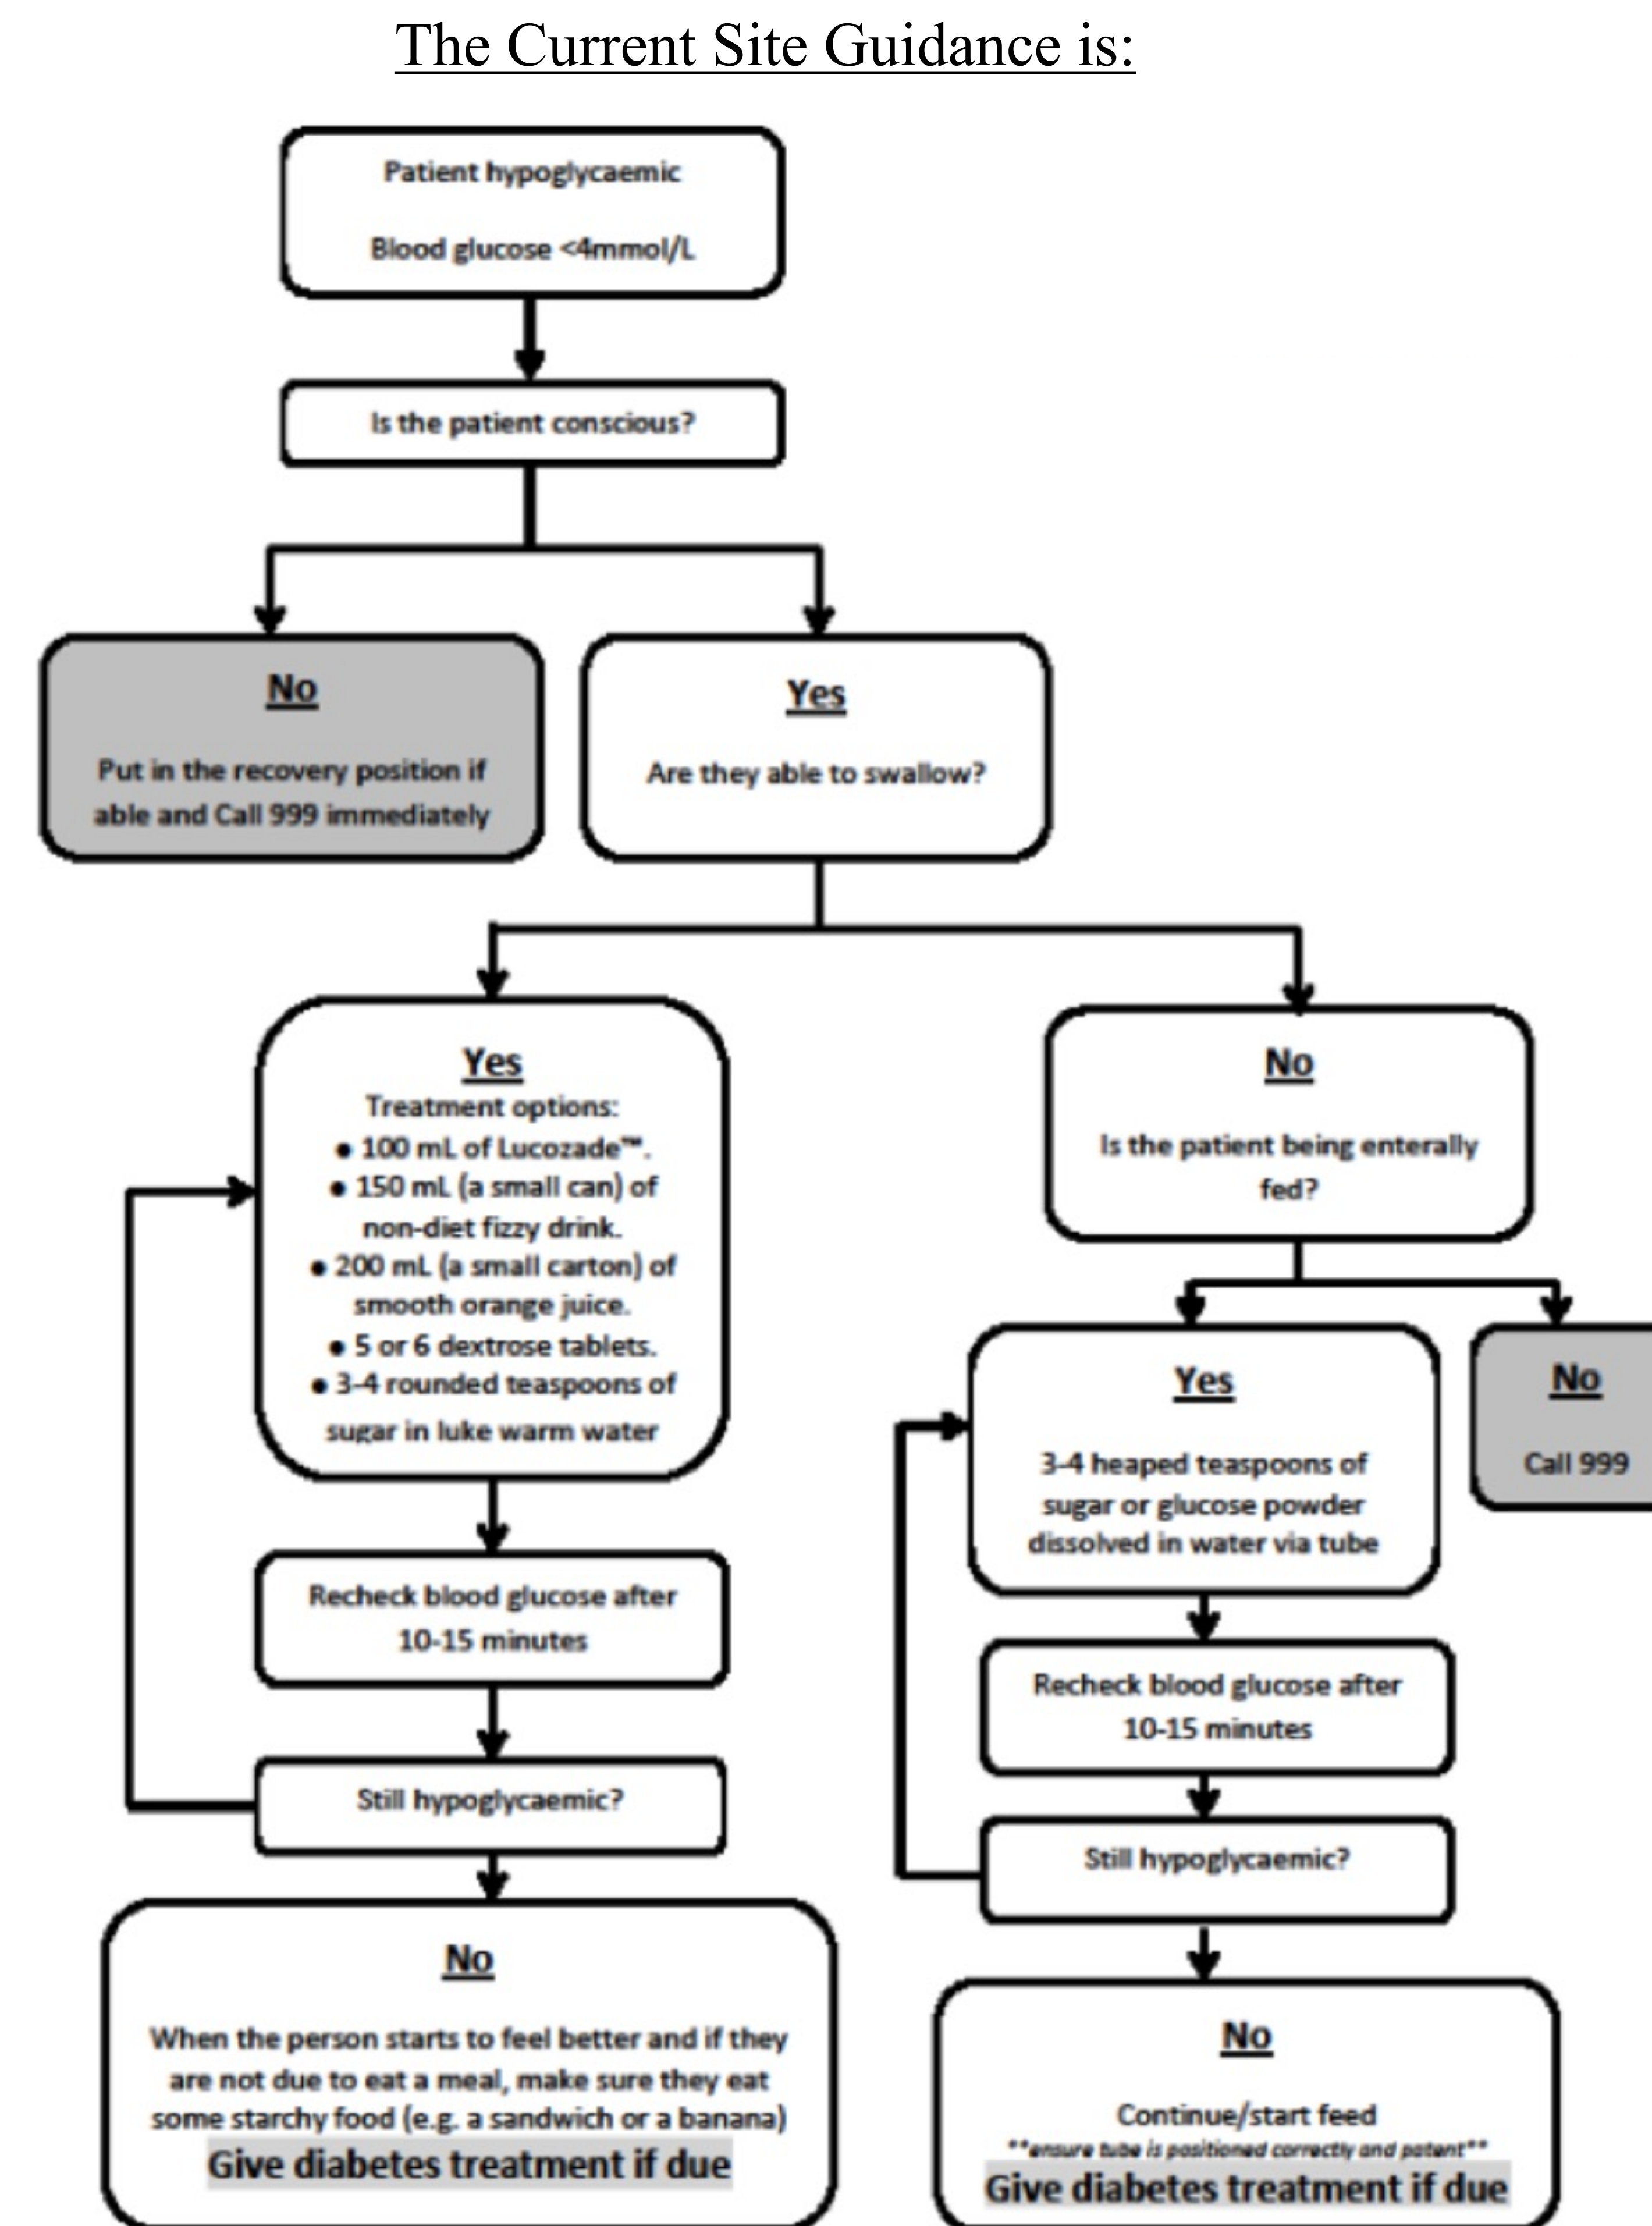 The Current Site Guidance is:
Patient hypoglycaemic
Blood glucose <4mmol/L
Is the patient conscious?
No
Put in the recovery position if
able and Call 999 immediately
Yes
Are they able to swallow?
Yes
Treatment options:
● 100 mL of Lucozade™.
● 150 mL (a small can) of
non-diet fizzy drink.
● 200 mL (a small carton) of
smooth orange juice.
● 5 or 6 dextrose tablets.
● 3-4 rounded teaspoons of
sugar in luke warm water
Recheck blood glucose after
10-15 minutes
Still hypoglycaemic?
No
When the person starts to feel better and if they
are not due to eat a meal, make sure they eat
some starchy food (e.g. a sandwich or a banana)
Give diabetes treatment if due
No
Is the patient being enterally
fed?
Yes
3-4 heaped teaspoons of
sugar or glucose powder
dissolved in water via tube
No
Call 999
Recheck blood glucose after
10-15 minutes
Still hypoglycaemic?
No
Continue/start feed
**ensure tube is positioned correctly and patent**
Give diabetes treatment if due